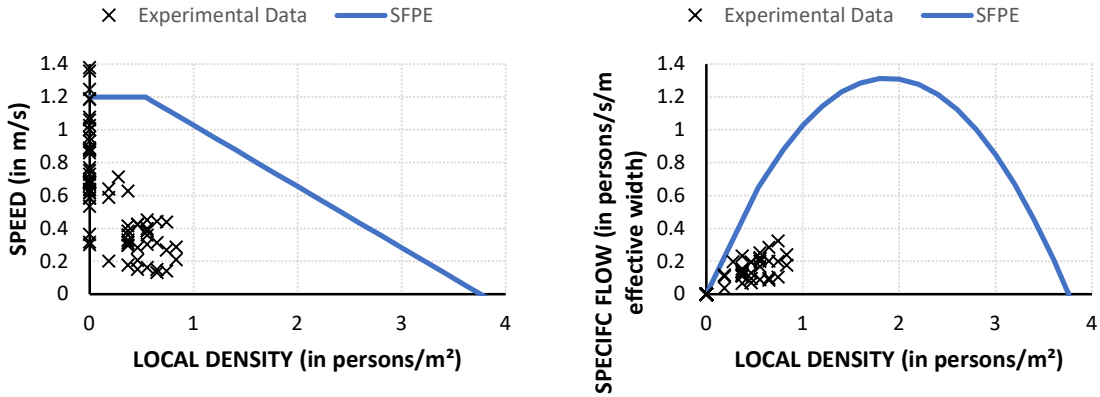 Experimental Data SFPE
SPEED (in m/s)
1.4
1.2
1
0.8
0.6
0.4
0.2
0
0 1 2 3 4
LOCAL DENSITY (in persons/m²)
Experimental Data SFPE
SPECIFC FLOW (in persons/s/m
effective width)
1.4
1.2
1
0.8
0.6
0.4
0.2
0
0 1 2 3 4
LOCAL DENSITY (in persons/m²)